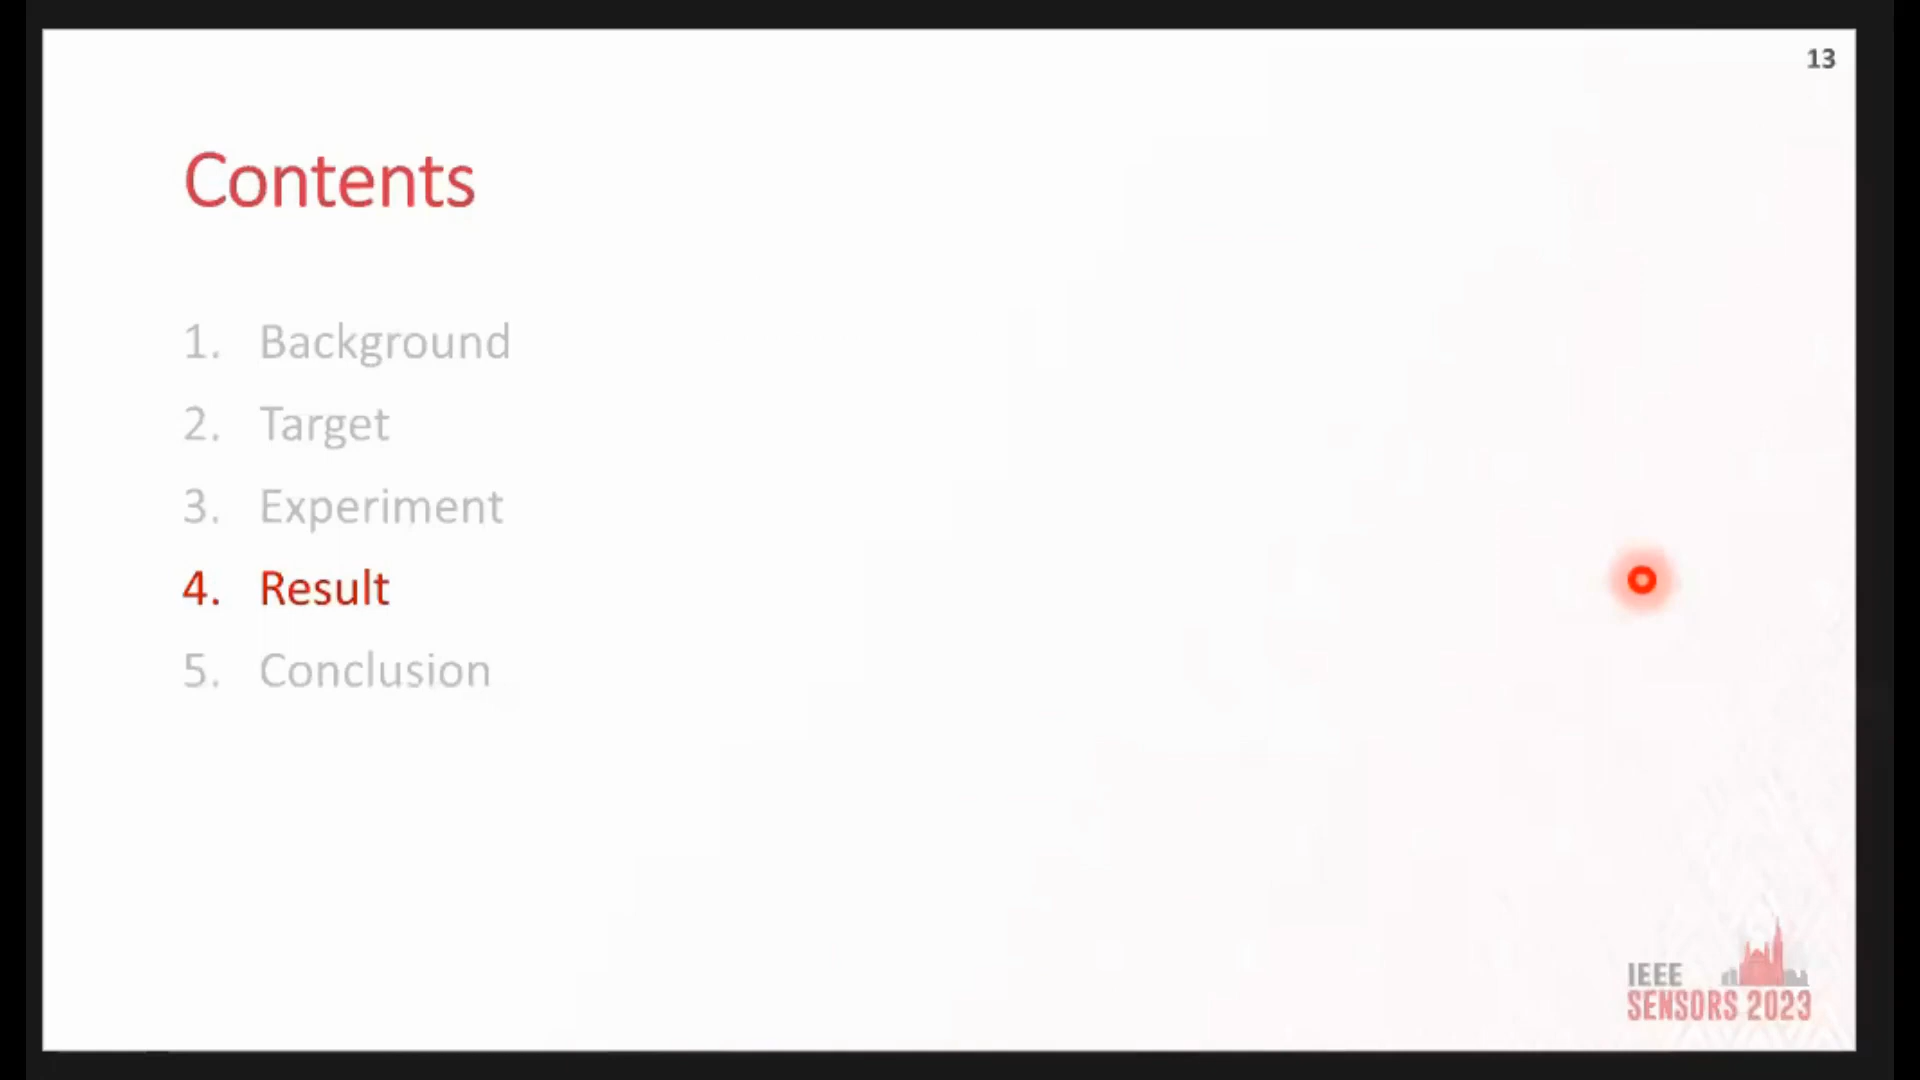 13
Contents
1. Background
2. Target
3. Experiment
4. Result
5. Conclusion
IEEE
SENSORS 2023